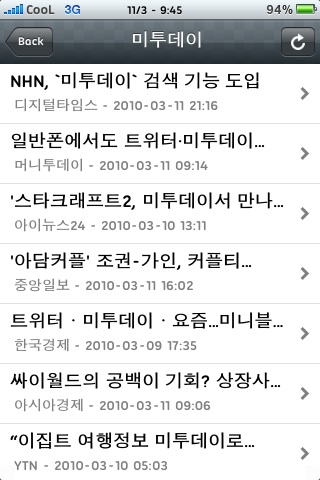 CooL 3G 11/3 - 9:45 94%
Back 미투데이
NHN, `미투데이` 검색 기능 도입
디지털타임스 - 2010-03-11 21:16
일반폰에서도 트위터·미투데이...
머니투데이 - 2010-03-11 09:14
'스타크래프트2, 미투데이서 만나...
아이뉴스24 - 2010-03-10 13:11
'아담커플' 조권-가인, 커플티...
중앙일보 - 2010-03-11 16:02
트위터ㆍ미투데이ㆍ요즘...미니블...
한국경제 - 2010-03-09 17:35
싸이월드의 공백이 기회? 상장사...
아시아경제 - 2010-03-11 09:06
“이집트 여행정보 미투데이로...
YTN - 2010-03-10 05:03